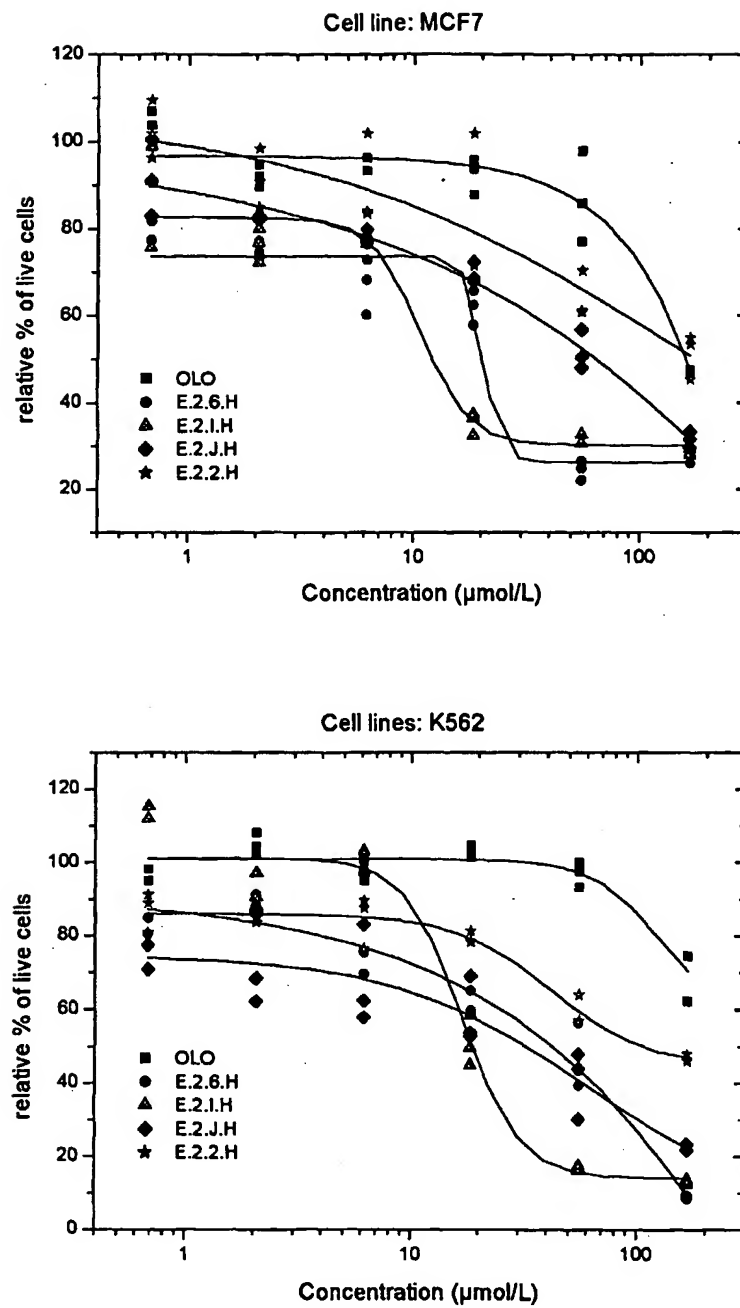 Cell line: MCF7
120
100
80
60
40
20
relative % of live cells
OLO
E.2.6.H
E.2.I.H
E.2.J.H
E.2.2.H
1
10
100
Concentration (µmol/L)
Cell lines: K562
120
100
80
60
40
20
0
relative % of live cells
OLO
E.2.6.H
E.2.I.H
E.2.J.H
E.2.2.H
1
10
100
Concentration (µmol/L)